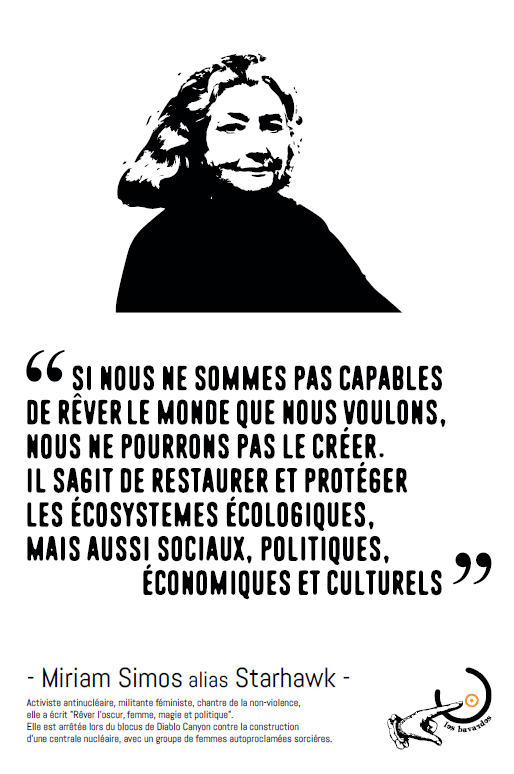 “ SI NOUS NE SOMMES PAS CAPABLES
DE RÊVER LE MONDE QUE NOUS VOULONS,
NOUS NE POURRONS PAS LE CRÉER.
IL SAGIT DE RESTAURER ET PROTÉGER
LES ÉCOSYSTEMES ÉCOLOGIQUES,
MAIS AUSSI SOCIAUX, POLITIQUES,
ÉCONOMIQUES ET CULTURELS ”
- Miriam Simos alias Starhawk -
Activiste antinucléaire, militante féministe, chantre de la non-violence,
elle a écrit "Rêver l'oscur, femme, magie et politique".
Elle est arrêtée lors du blocus de Diablo Canyon contre la construction
d'une centrale nucléaire, avec un groupe de femmes autoproclamées sorcières.
los bavardos